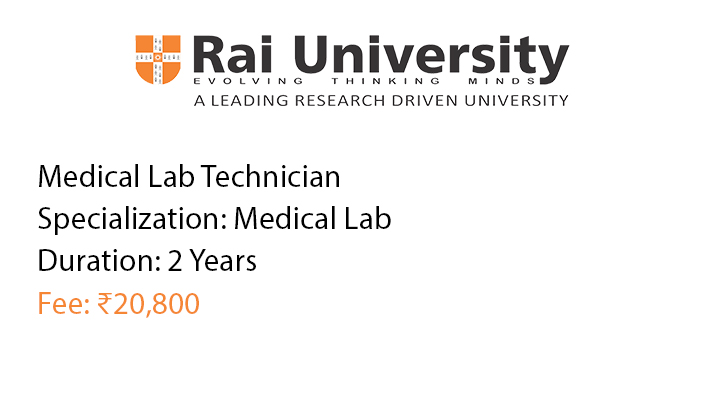 Rai University
EVOLVING THINKING MINDS
A LEADING RESEARCH DRIVEN UNIVERSITY
Medical Lab Technician
Specialization: Medical Lab
Duration: 2 Years
Fee: ₹20,800